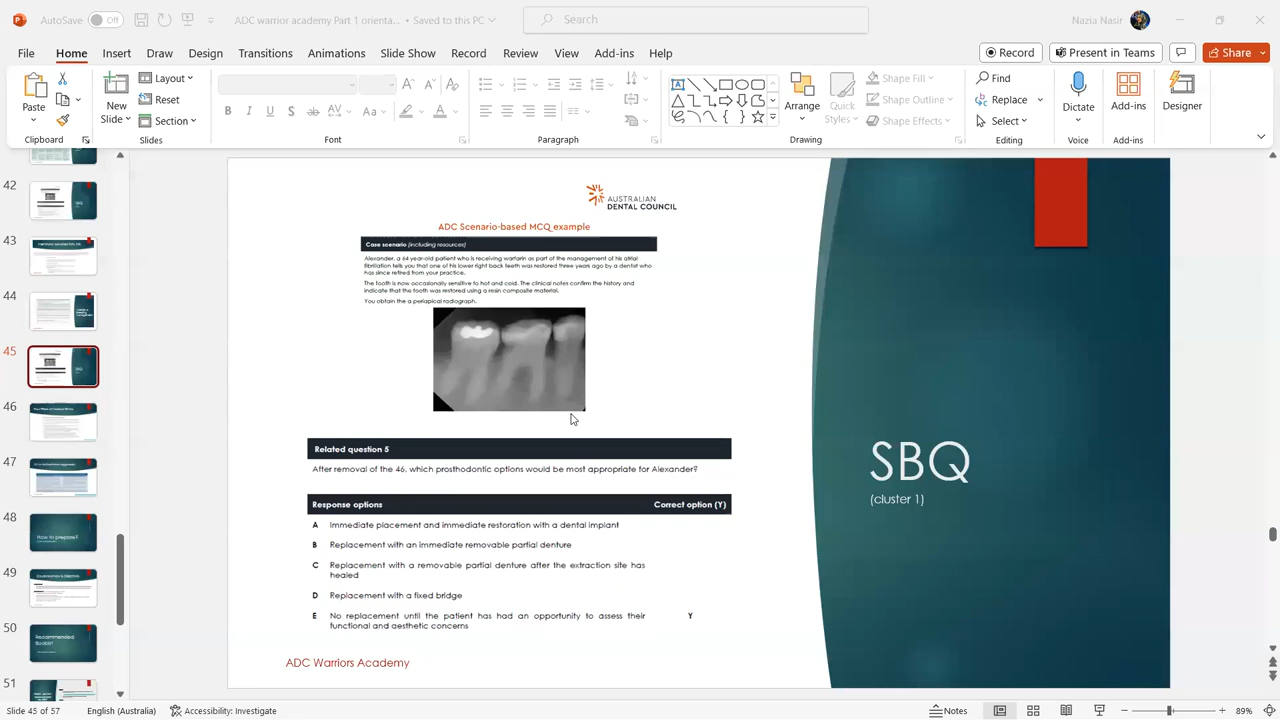 AutoSave Off ADC warrior academy Part 1 orienta... • Saved to this PC Search Nazia Nasir
File Home Insert Draw Design Transitions Animations Slide Show Record Review View Add-ins Help Record Present in Teams Share
Paste New Slide Layout Reset Section Arrange Quick Styles Shape Fill Shape Outline Shape Effects Find Replace Select Dictate Add-ins Designer
Clipboard Slides Font Paragraph Drawing Editing Voice Add-ins
42
43
44
45
46
47
48
How to prepare?
49
50
Recommended
51
AUSTRALIAN
DENTAL COUNCIL
ADC Scenario-based MCQ example
Case scenario (including resources)
Alexander, a 64 year-old patient who is receiving warfarin as part of the management of his atrial
fibrillation tells you that one of his lower right back teeth was restored three years ago by a dentist who
has since retired from your practice.
The tooth is now occasionally sensitive to hot and cold. The clinical notes confirm the history and
indicate that the tooth was restored using a resin composite material.
You obtain the a periapical radiograph.
Related question 5
After removal of the 46, which prosthodontic options would be most appropriate for Alexander?
Response options Correct option (Y)
A Immediate placement and immediate restoration with a dental implant
B Replacement with an immediate removable partial denture
C Replacement with a removable partial denture after the extraction site has
healed
D Replacement with a fixed bridge
E No replacement until the patient has had an opportunity to assess their Y
functional and aesthetic concerns
ADC Warriors Academy
SBQ
(cluster 1)
Slide 45 of 57 English (Australia) Accessibility: Investigate Notes 89%